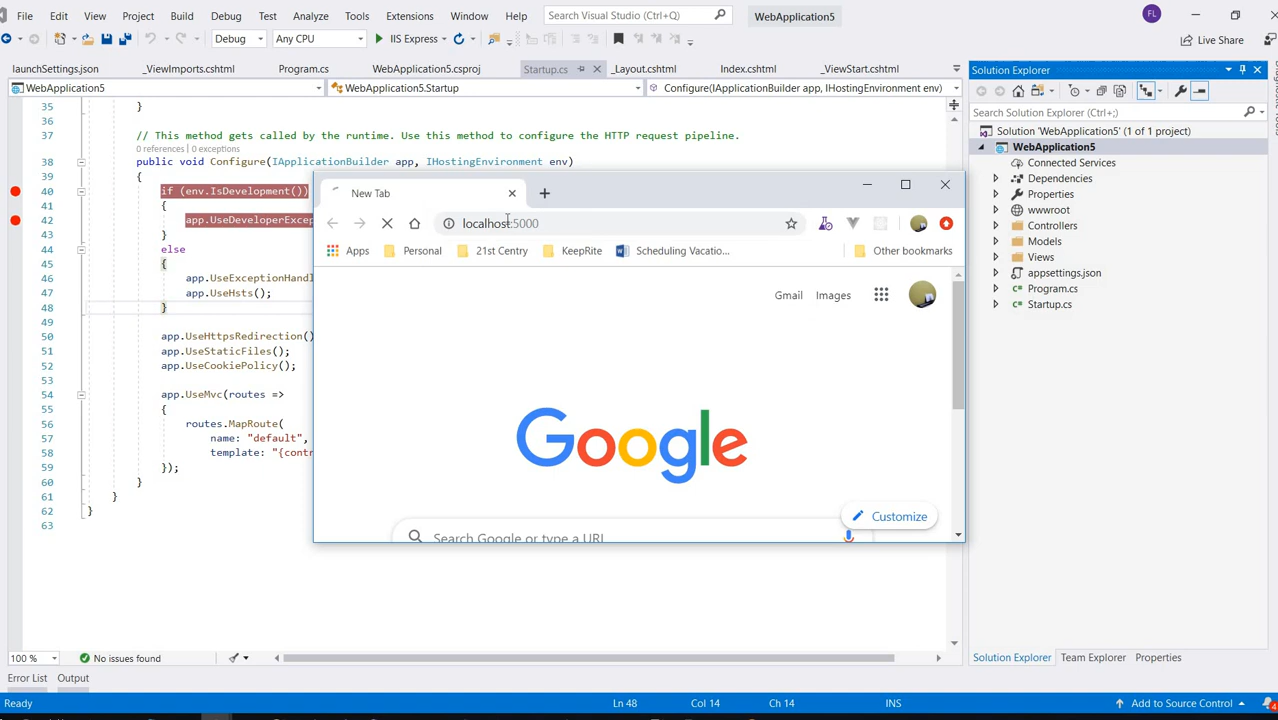 File Edit View Project Build Debug Test Analyze Tools Extensions Window Help Search Visual Studio (Ctrl+Q) WebApplication5 FL
Debug Any CPU IIS Express Live Share
launchSettings.json _ViewImports.cshtml Program.cs WebApplication5.csproj Startup.cs _Layout.cshtml Index.cshtml _ViewStart.cshtml
WebApplication5 WebApplication5.Startup Configure(IApplicationBuilder app, IHostingEnvironment env)
35 }
36
37 // This method gets called by the runtime. Use this method to configure the HTTP request pipeline.
0 references | 0 exceptions
38 public void Configure(IApplicationBuilder app, IHostingEnvironment env)
39 {
40 if (env.IsDevelopment())
41 {
42 app.UseDeveloperExcep
43 }
44 else
45 {
46 app.UseExceptionHandl
47 app.UseHsts();
48 }
49
50 app.UseHttpsRedirection()
51 app.UseStaticFiles();
52 app.UseCookiePolicy();
53
54 app.UseMvc(routes =>
55 {
56 routes.MapRoute(
57 name: "default",
58 template: "{contr
59 });
60 }
61 }
62 }
63
New Tab
localhost:5000
Apps Personal 21st Centry KeepRite Scheduling Vacatio... Other bookmarks
Gmail Images
Google
Customize
Search Google or type a URL
Solution Explorer
Search Solution Explorer (Ctrl+;)
Solution 'WebApplication5' (1 of 1 project)
WebApplication5
Connected Services
Dependencies
Properties
wwwroot
Controllers
Models
Views
appsettings.json
Program.cs
Startup.cs
100 % No issues found
Solution Explorer Team Explorer Properties
Error List Output
Ready Ln 48 Col 14 Ch 14 INS Add to Source Control 4